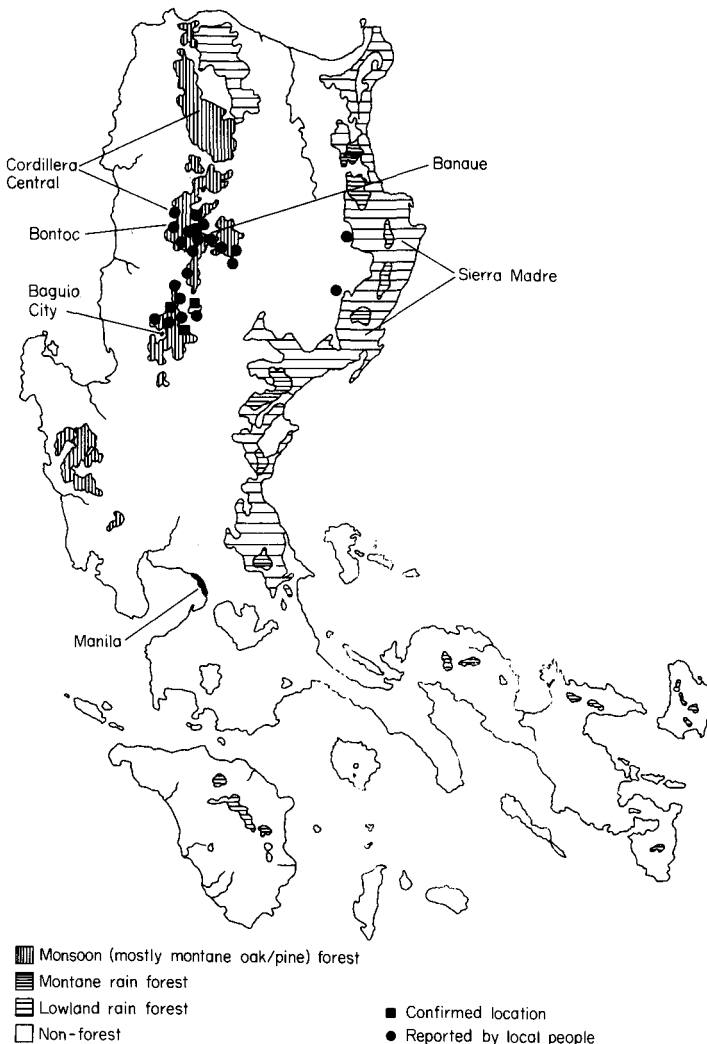 Cordillera
Central
Banaue
Bontoc
Sierra Madre
Baguio
City
Manila
Monsoon (mostly montane oak/pine) forest
Montane rain forest
Lowland rain forest
Non-forest
Confirmed location
Reported by local people